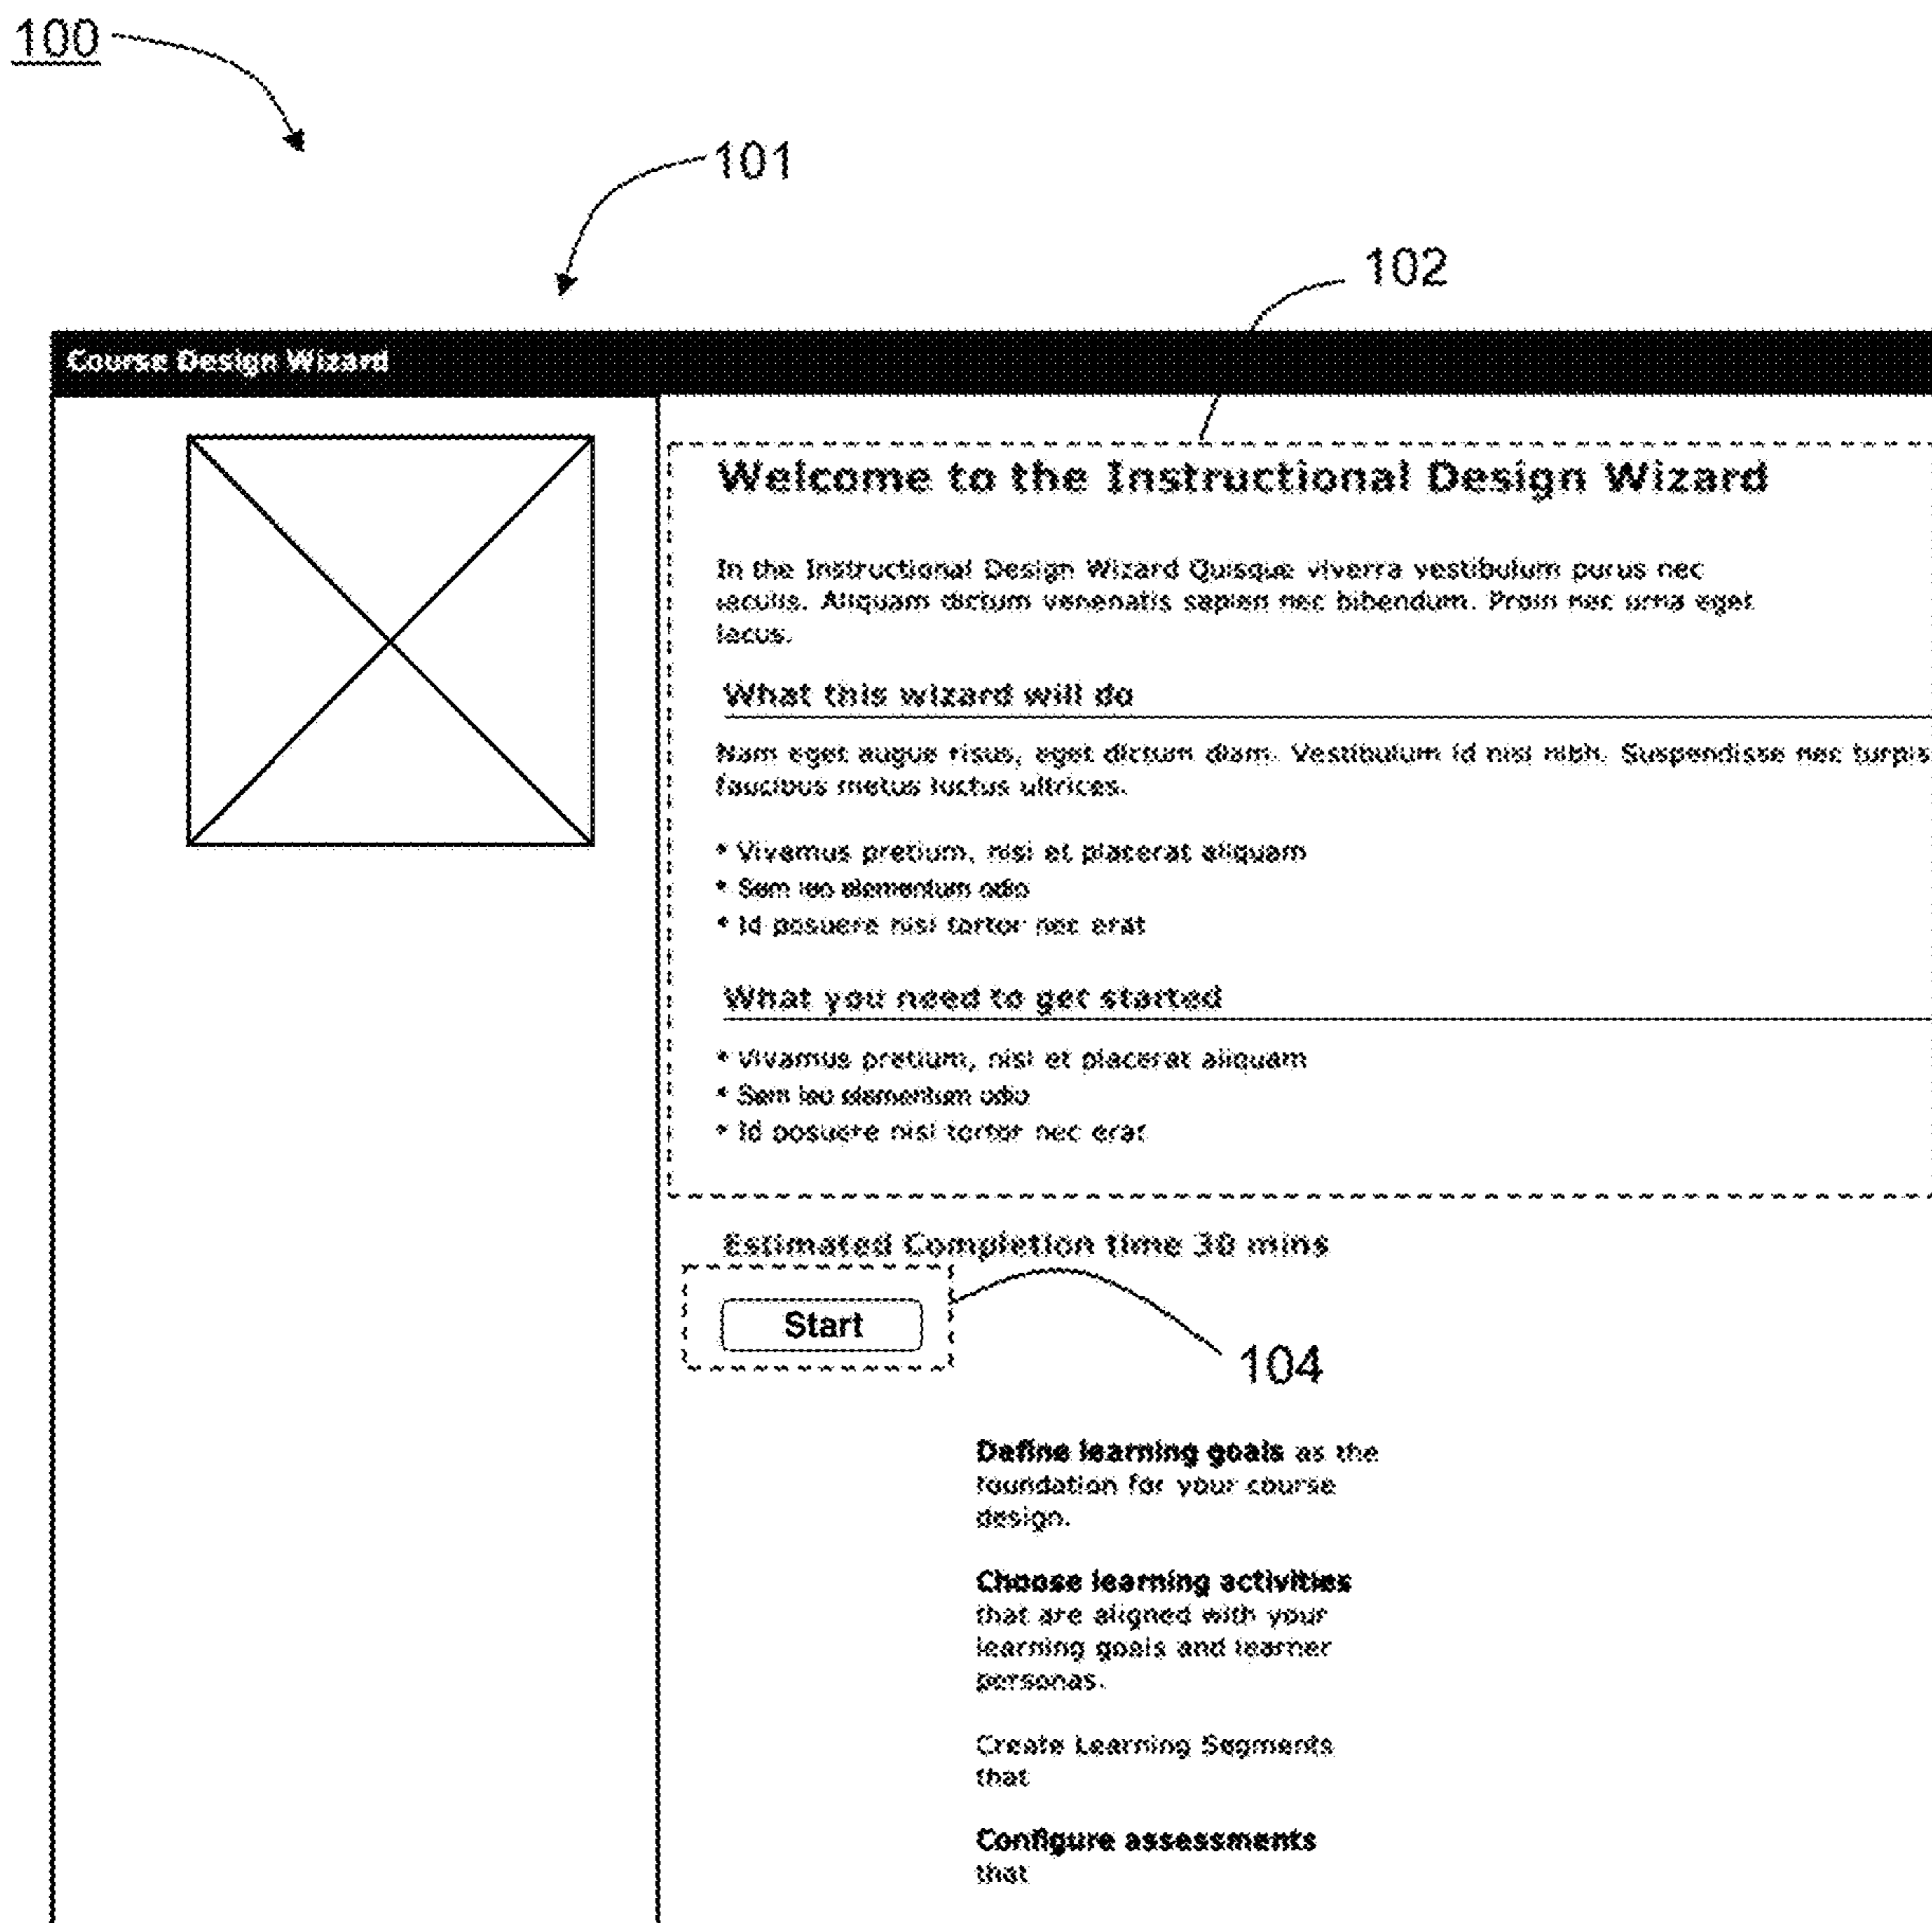 100
101
102
Course Design Wizard
Welcome to the Instructional Design Wizard
In the Instructional Design Wizard Quisque viverra vestibulum purus nec
iaculis. Aliquam dictum venenatis sapien nec bibendum. Proin nec urna eget
lacus.
What this wizard will do
Nam eget augue risus, eget dictum diam. Vestibulum id nisi nibh. Suspendisse nec turpis
faucibus metus luctus ultrices.
* Vivamus pretium, nisi et placerat aliquam
* Sem leo elementum odio
* Id posuere nisi tortor nec erat
What you need to get started
* Vivamus pretium, nisi et placerat aliquam
* Sem leo elementum odio
* Id posuere nisi tortor nec erat
Estimated Completion time 30 mins
Start
104
Define learning goals as the
foundation for your course
design.
Choose learning activities
that are aligned with your
learning goals and learner
personas.
Create Learning Segments
that
Configure assessments
that